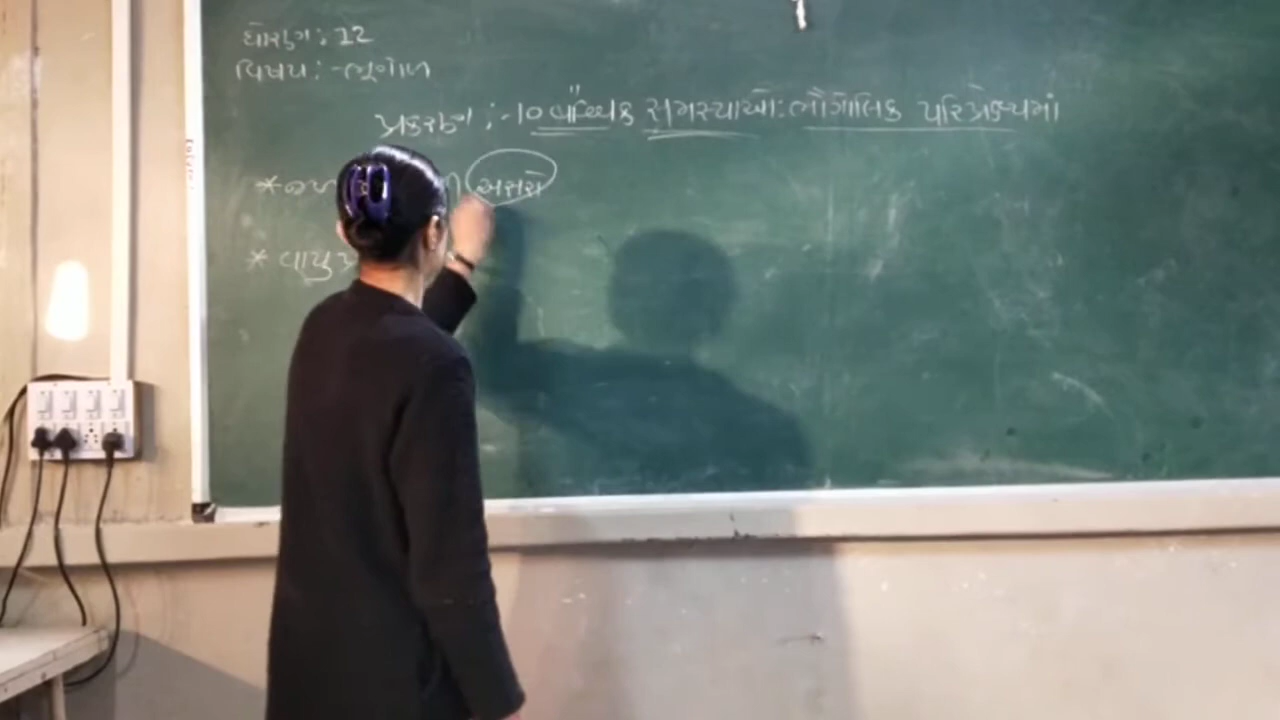 ધોરણ : 12
વિષય : - ભૂગોળ
પ્રકરણ : - 10 વૈશ્વિક સમસ્યાઓ : ભૌગોલિક પરિપ્રેક્ષ્યમાં
* અસરો
* વાયુ